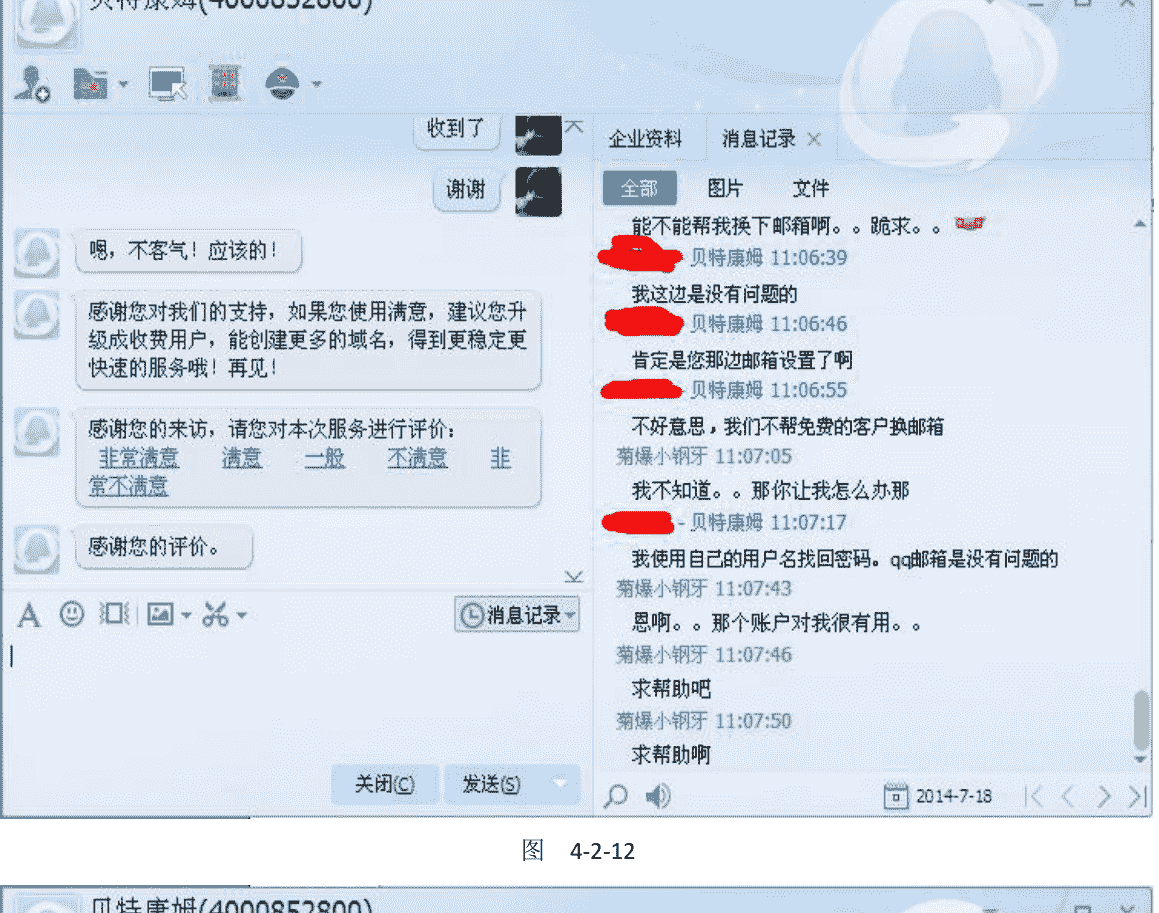 贝特康姆(4000852800)
收到了
谢谢
嗯，不客气！应该的！
感谢您对我们的支持，如果您使用满意，建议您升
级成收费用户，能创建更多的域名，得到更稳定更
快速的服务哦！再见！
感谢您的来访，请您对本次服务进行评价：
非常满意 满意 一般 不满意 非
常不满意
感谢您的评价。
消息记录
关闭(C) 发送(S)
企业资料 消息记录
全部 图片 文件
能不能帮我换下邮箱啊。。跪求。。
贝特康姆 11:06:39
我这边是没有问题的
贝特康姆 11:06:46
肯定是您那边邮箱设置了啊
贝特康姆 11:06:55
不好意思，我们不帮免费的客户换邮箱
菊爆小钢牙 11:07:05
我不知道。。那你让我怎么办那
- 贝特康姆 11:07:17
我使用自己的用户名找回密码。qq邮箱是没有问题的
菊爆小钢牙 11:07:43
恩啊。。那个账户对我很有用。。
菊爆小钢牙 11:07:46
求帮助吧
菊爆小钢牙 11:07:50
求帮助啊
2014-7-18
图 4-2-12
贝特康姆(4000852800)